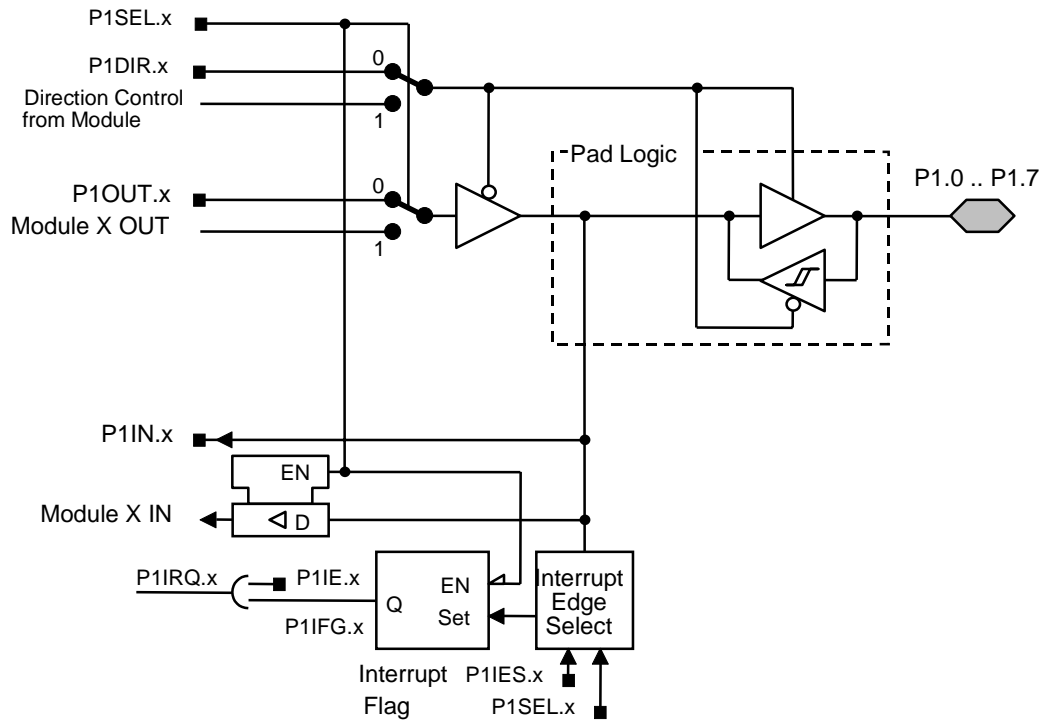 P1SEL.x
P1DIR.x
0
Direction Control
from Module
1
Pad Logic
P1.0 .. P1.7
P1OUT.x
0
Module X OUT
1
P1IN.x
EN
Module X IN
D
P1IRQ.x
P1IE.x
P1IFG.x
Q
EN
Set
Interrupt
Edge
Select
Interrupt
Flag
P1IES.x
P1SEL.x